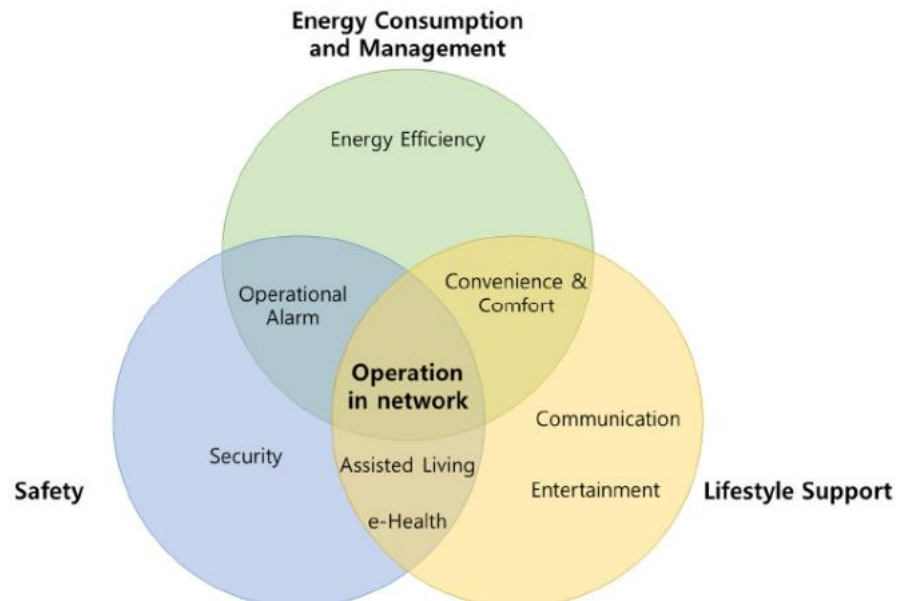 Energy Consumption
and Management
Energy Efficiency
Operational
Alarm
Convenience &
Comfort
Operation
in network
Communication
Security
Assisted Living
Safety
Entertainment
Lifestyle Support
e-Health